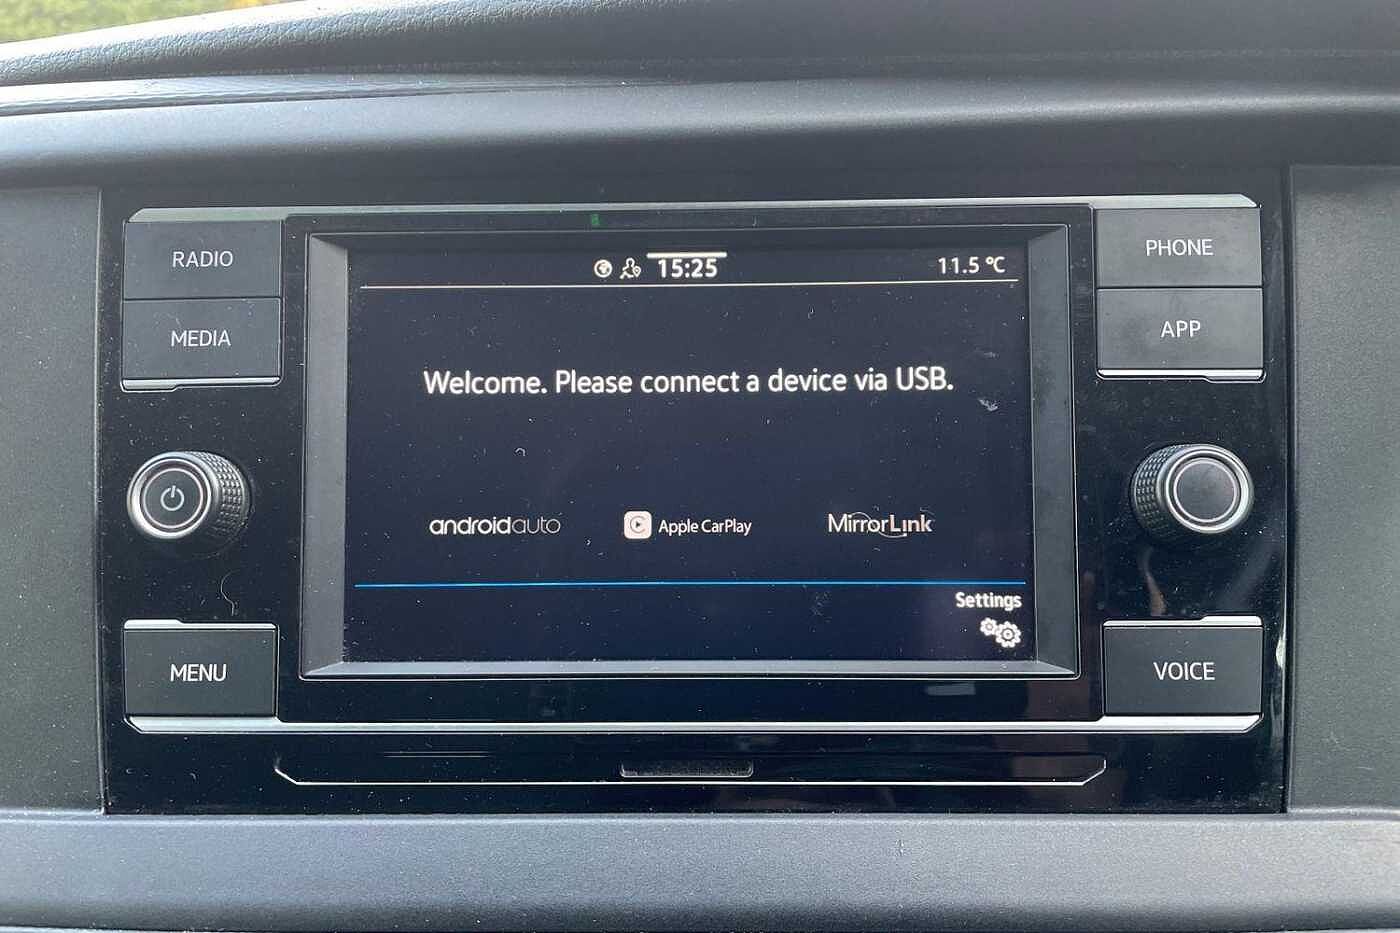 RADIO
MEDIA
MENU
15:25
11.5 °C
Welcome. Please connect a device via USB.
androidauto
Apple CarPlay
MirrorLink
Settings
PHONE
APP
VOICE